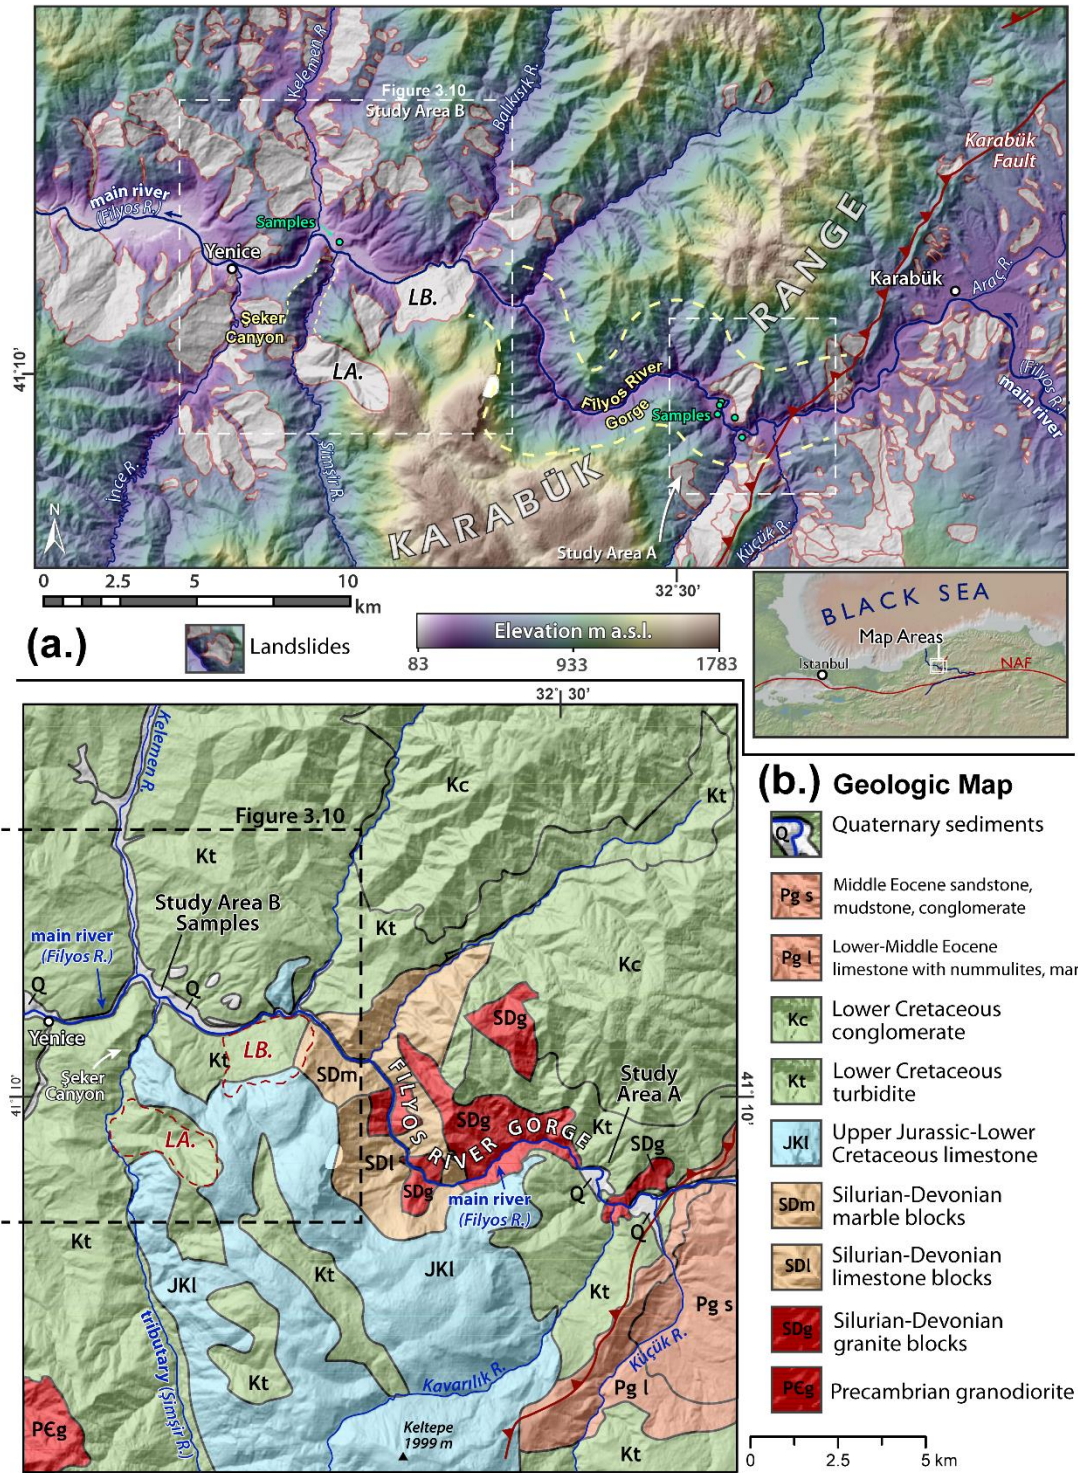 Kelemen R.
Figure 3.10
Study Area B
Balıkısık R.
Karabük
Fault
main river
(Filyos R.)
Samples
Yenice
RANGE
Karabük
Araç R.
LB.
Şeker
Canyon
LA.
41°10'
Filyos River
Gorge
Samples
(Filyos R.)
main river
İnce R.
Şimşir R.
KARABÜK
Study Area A
Küçük R.
N
0 2.5 5 10
km
32°30'
(a.)
Landslides
Elevation m a.s.l.
83 933 1783
BLACK SEA
Map Areas
Istanbul
NAF
32° 30'
Kelemen R.
Kc
Kt
Figure 3.10
Kt
Study Area B
Samples
main river
(Filyos R.)
Kt
Kc
Q
Q
SDg
Yenice
LB.
Kt
SDm
Şeker
Canyon
FILYOS RİVER GORGE
Study
Area A
41°10'
41°10'
LA.
SDg
Kt
SDg
SDl
SDg
main river
(Filyos R.)
Q
Q
Kt
JKl
Kt
JKl
Kt
Pg s
tributary (Şimşir R.)
Kt
Kavarılık R.
Küçük R.
Pg l
PЄg
Keltepe
1999 m
Kt
(b.) Geologic Map
Q
Quaternary sediments
Pg s
Middle Eocene sandstone,
mudstone, conglomerate
Pg l
Lower-Middle Eocene
limestone with nummulites, mar
Kc
Lower Cretaceous
conglomerate
Kt
Lower Cretaceous
turbidite
JKl
Upper Jurassic-Lower
Cretaceous limestone
SDm
Silurian-Devonian
marble blocks
SDl
Silurian-Devonian
limestone blocks
SDg
Silurian-Devonian
granite blocks
PЄg
Precambrian granodiorite
0 2.5 5 km